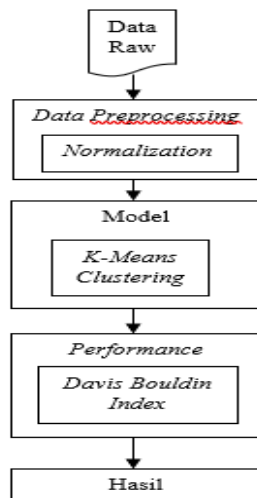 Data
Raw
Data Preprocessing
Normalization
Model
K-Means
Clustering
Performance
Davis Bouldin
Index
Hasil